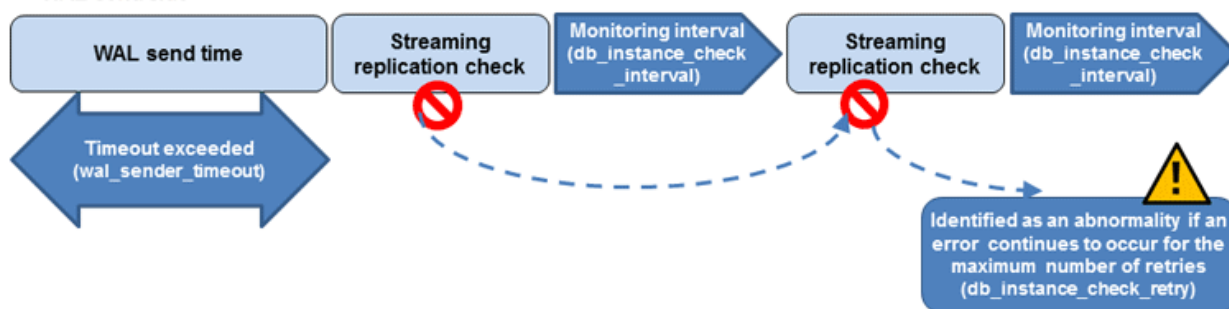 WAL send time
Streaming
replication check
Monitoring interval
(db_instance_check
_interval)
Streaming
replication check
Monitoring interval
(db_instance_check
_interval)
Timeout exceeded
(wal_sender_timeout)
Identified as an abnormality if an
error continues to occur for the
maximum number of retries
(db_instance_check_retry)